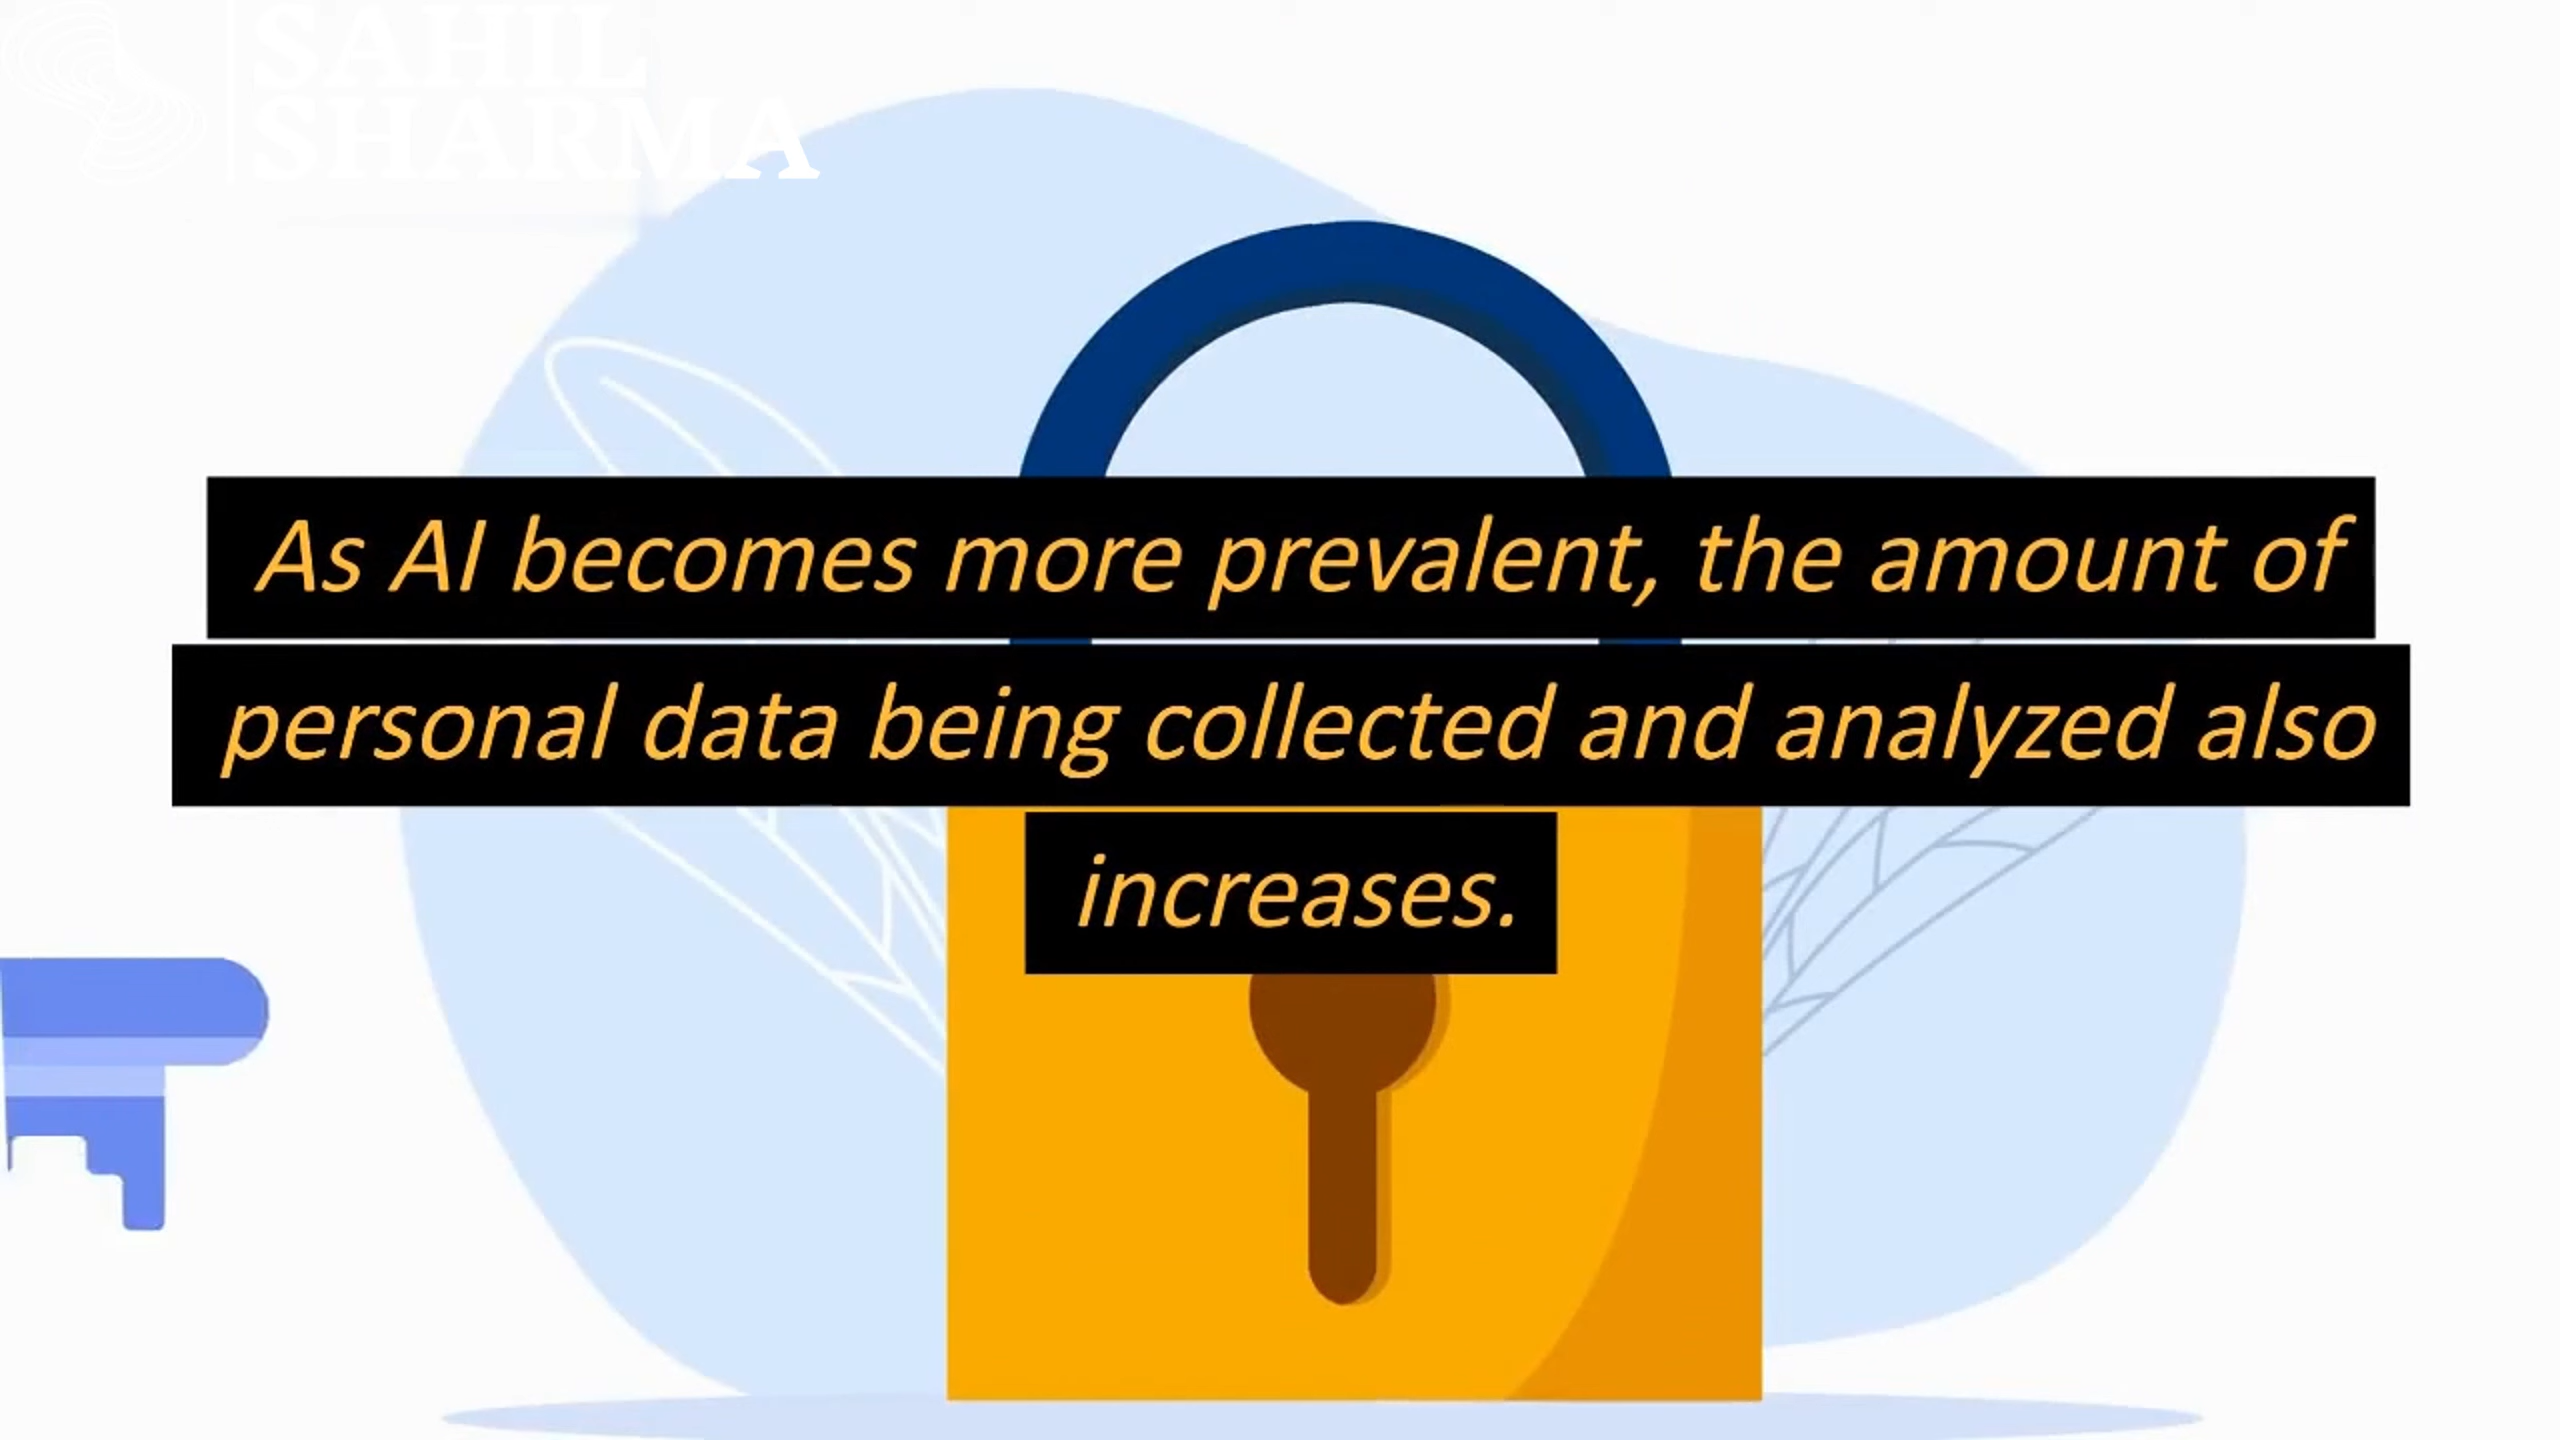 SAHIL
SHARMA
As AI becomes more prevalent, the amount of
personal data being collected and analyzed also
increases.